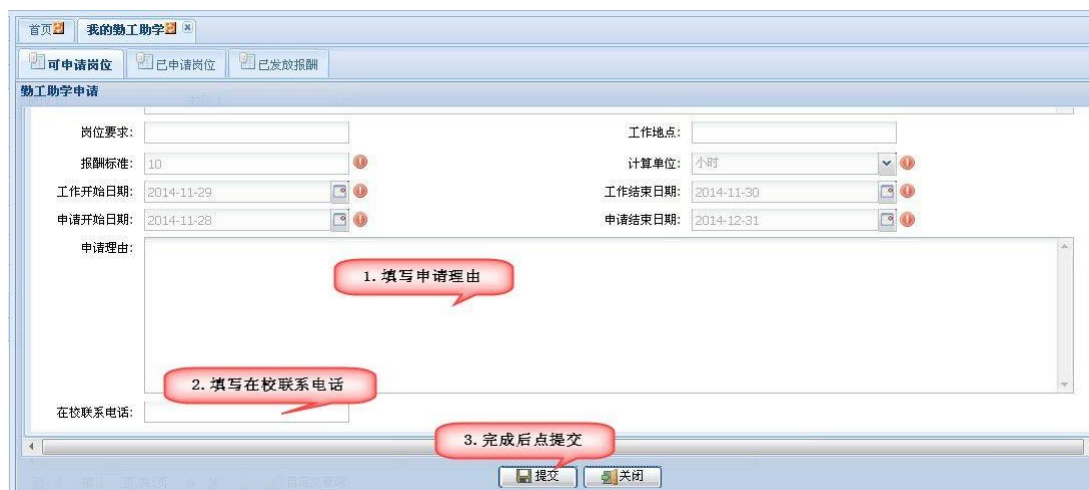 首页 我的勤工助学
可申请岗位 已申请岗位 已发放报酬
勤工助学申请
岗位要求: 工作地点:
报酬标准: 10 计算单位: 小时
工作开始日期: 2014-11-29 工作结束日期: 2014-11-30
申请开始日期: 2014-11-28 申请结束日期: 2014-12-31
申请理由:
1. 填写申请理由
2. 填写在校联系电话
在校联系电话:
3. 完成后点提交
提交 关闭